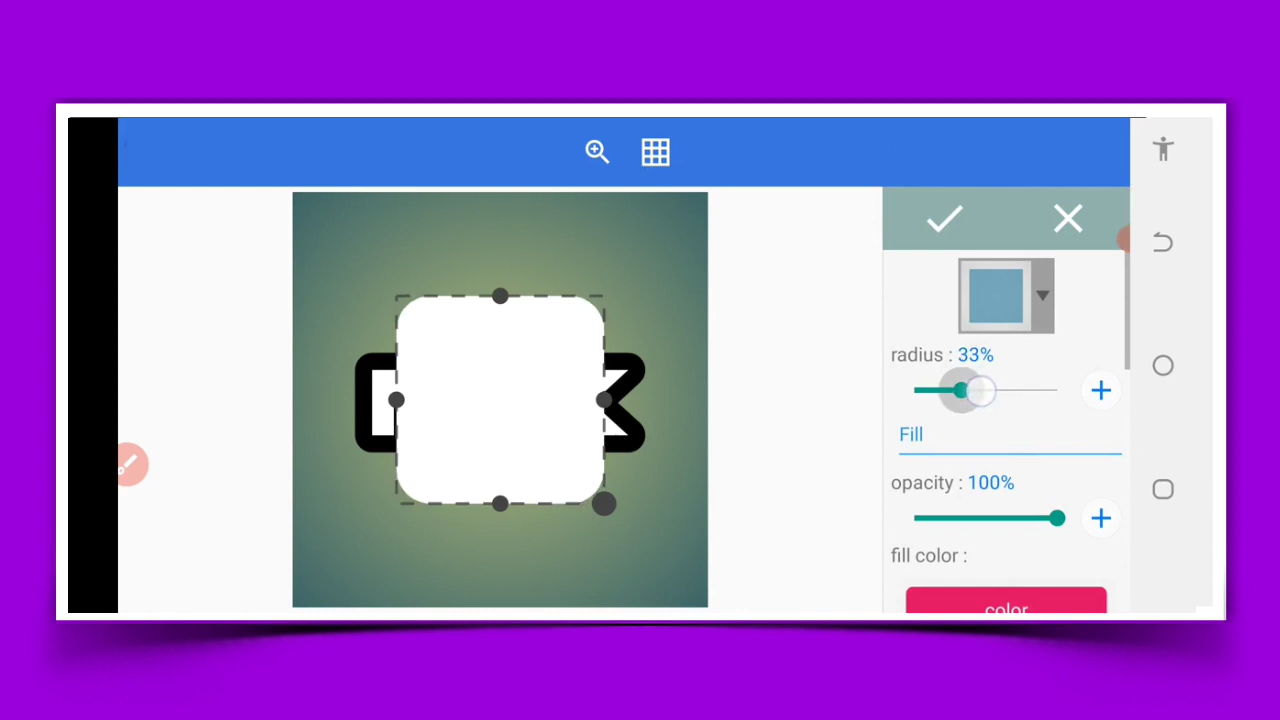 radius : 33%
Fill
opacity : 100%
fill color :
color